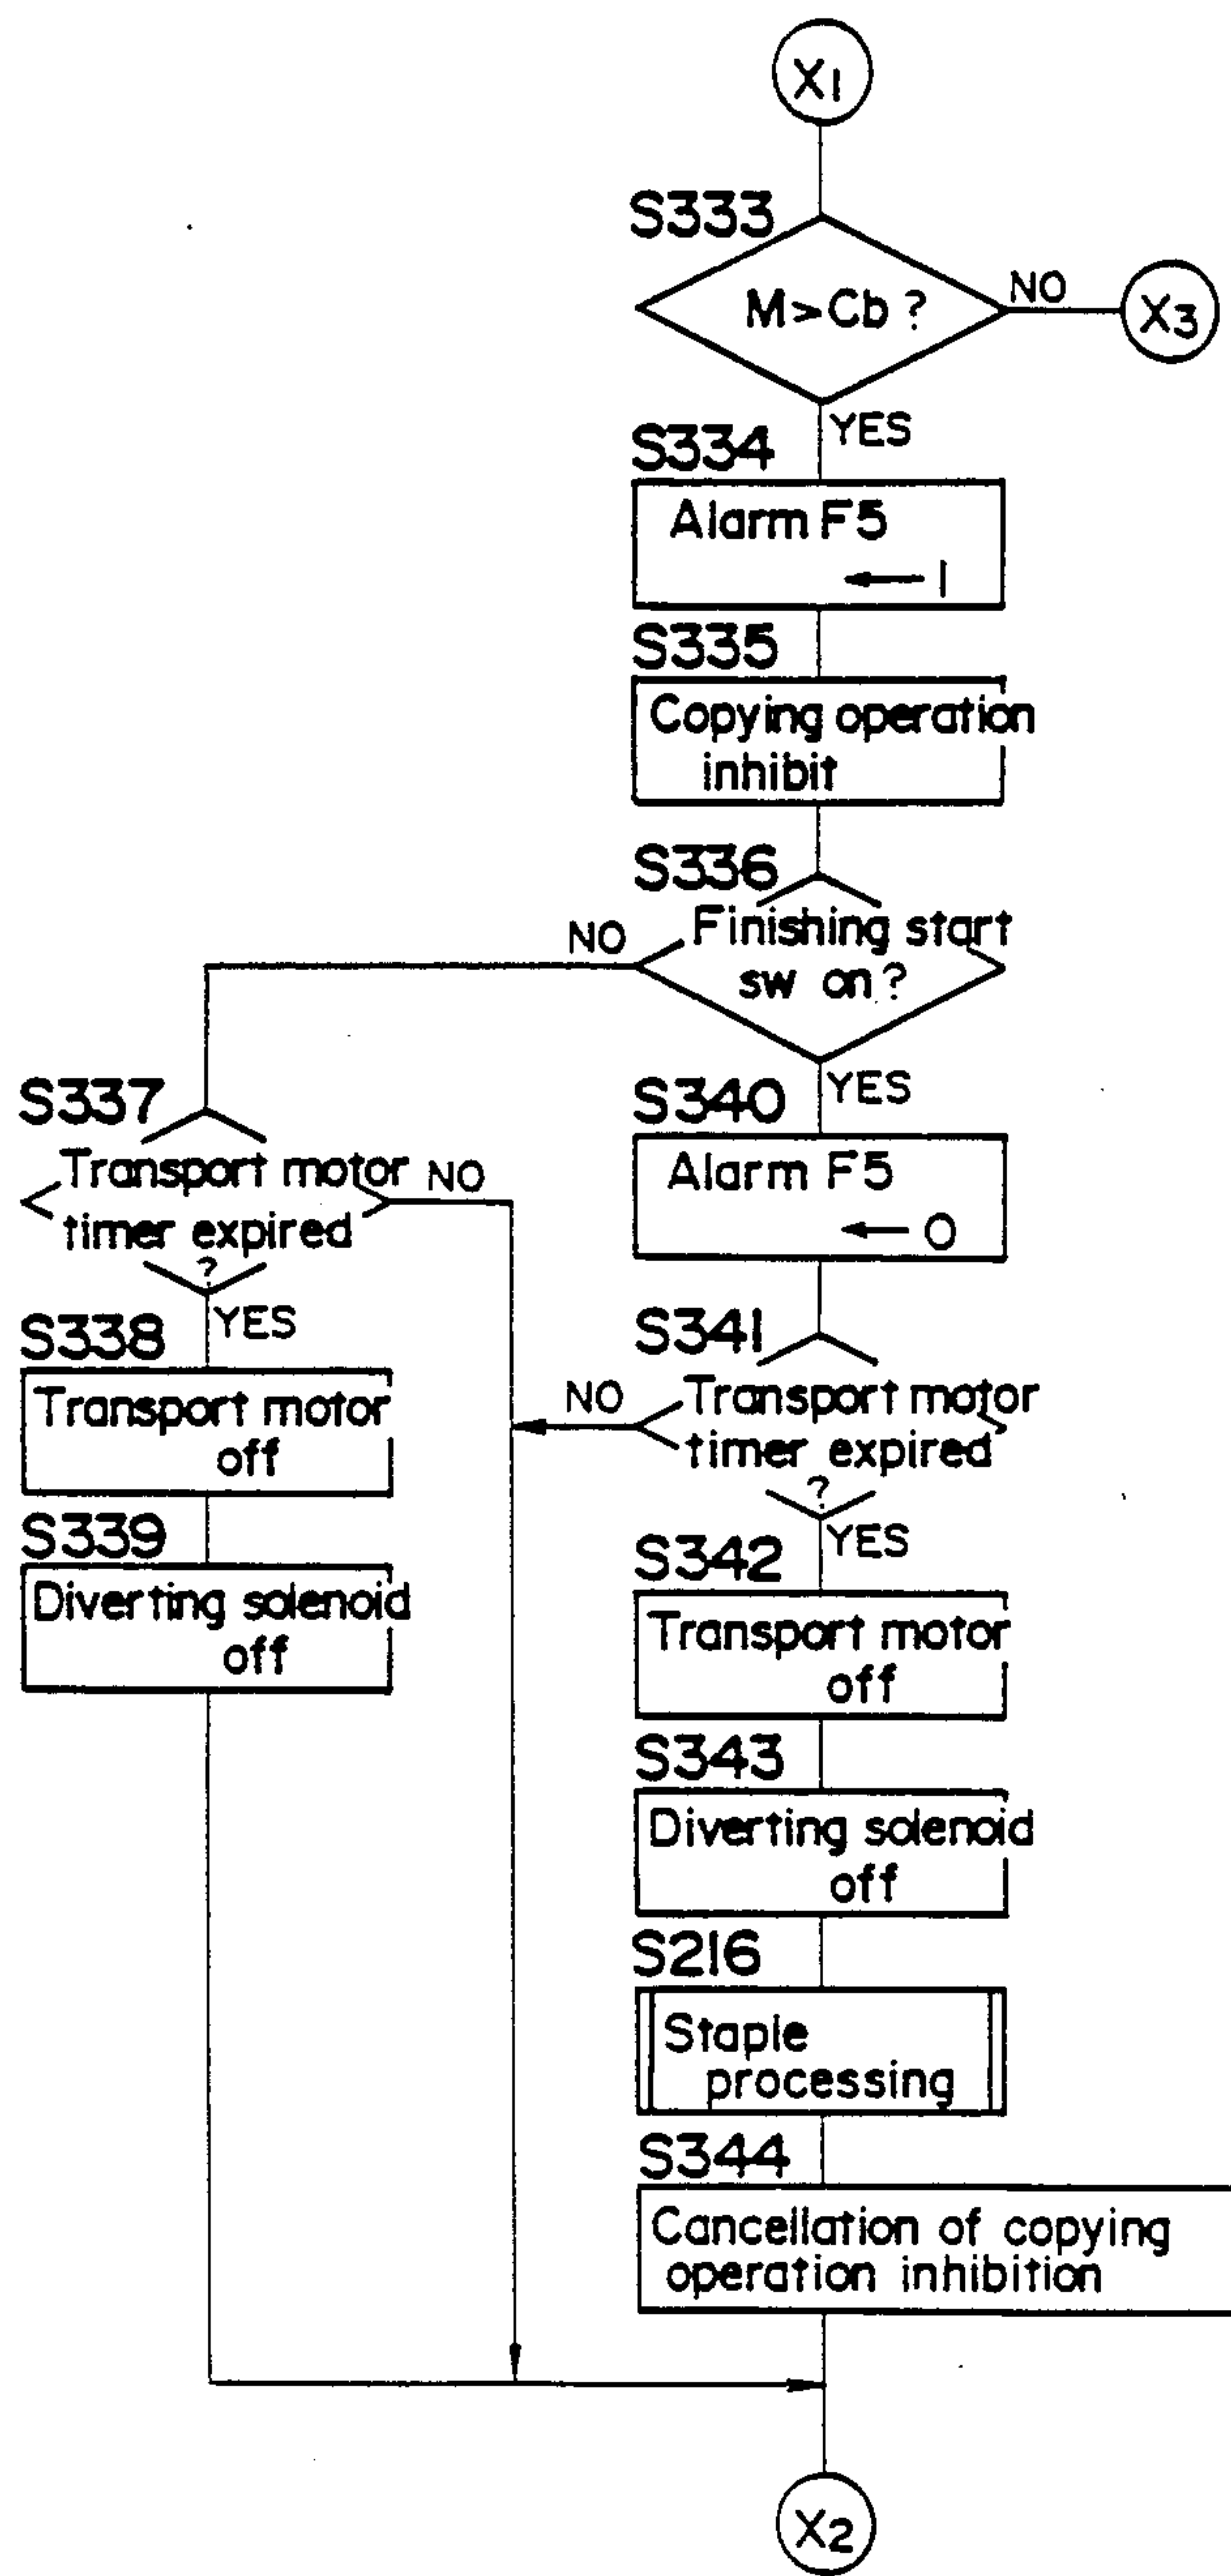 X1
S333
M>Cb ?
NO
X3
YES
S334
Alarm F5
← 1
S335
Copying operation
inhibit
S336
Finishing start
sw on?
NO
YES
S337
Transport motor
timer expired
?
NO
YES
S338
Transport motor
off
S339
Diverting solenoid
off
S340
Alarm F5
← 0
S341
Transport motor
timer expired
?
NO
YES
S342
Transport motor
off
S343
Diverting solenoid
off
S216
Staple
processing
S344
Cancellation of copying
operation inhibition
X2